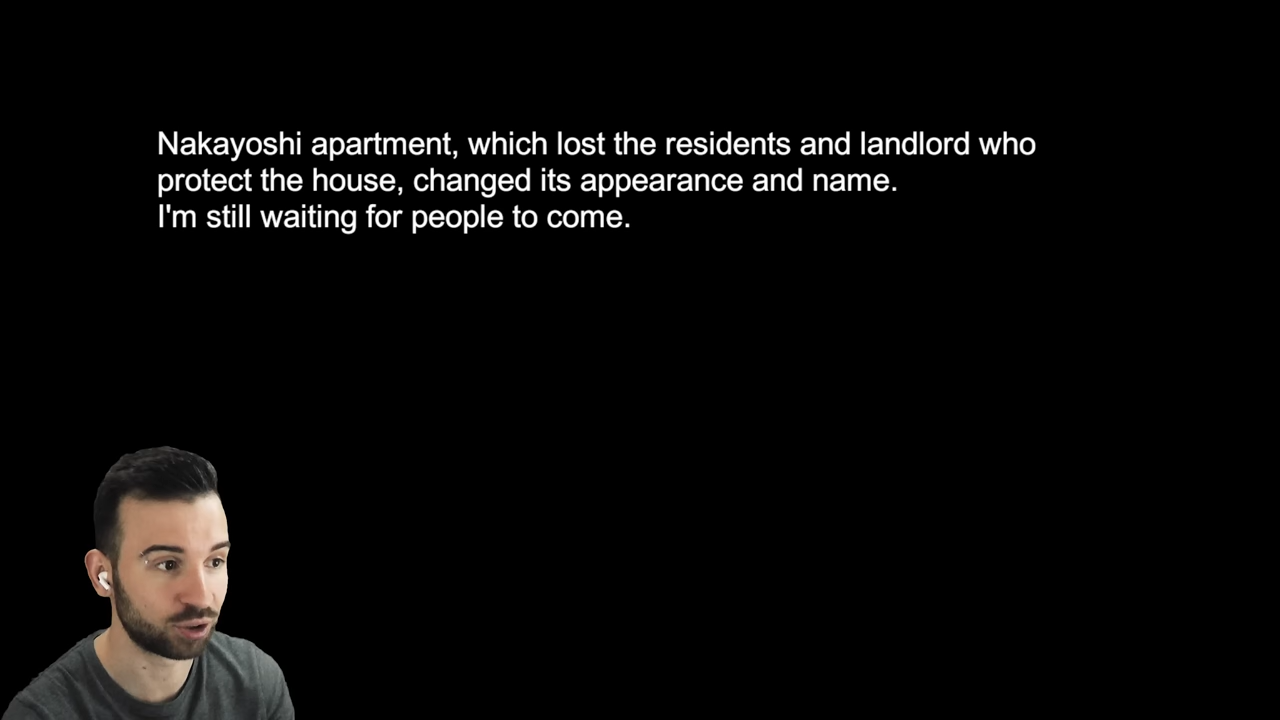 Nakayoshi apartment, which lost the residents and landlord who
protect the house, changed its appearance and name.
I'm still waiting for people to come.